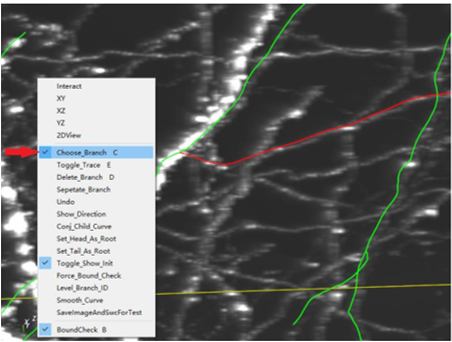 Interact
XY
XZ
YZ
2DView
Choose_Branch C
Toggle_Trace E
Delete_Branch D
Sepetate_Branch
Undo
Show_Direction
Conj_Child_Curve
Set_Head_As_Root
Set_Tail_As_Root
Toggle_Show_Init
Force_Bound_Check
Level_Branch_ID
Smooth_Curve
SaveImageAndSwcForTest
BoundCheck B